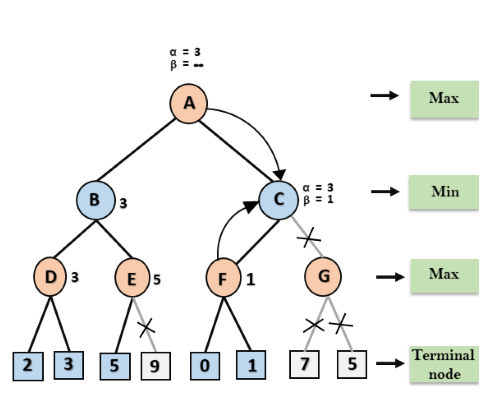 α = 3
β = -∞
A
Max
B 3
C
α = 3
β = 1
Min
D 3
E 5
F 1
G
Max
2 3 5 9 0 1 7 5
Terminal
node